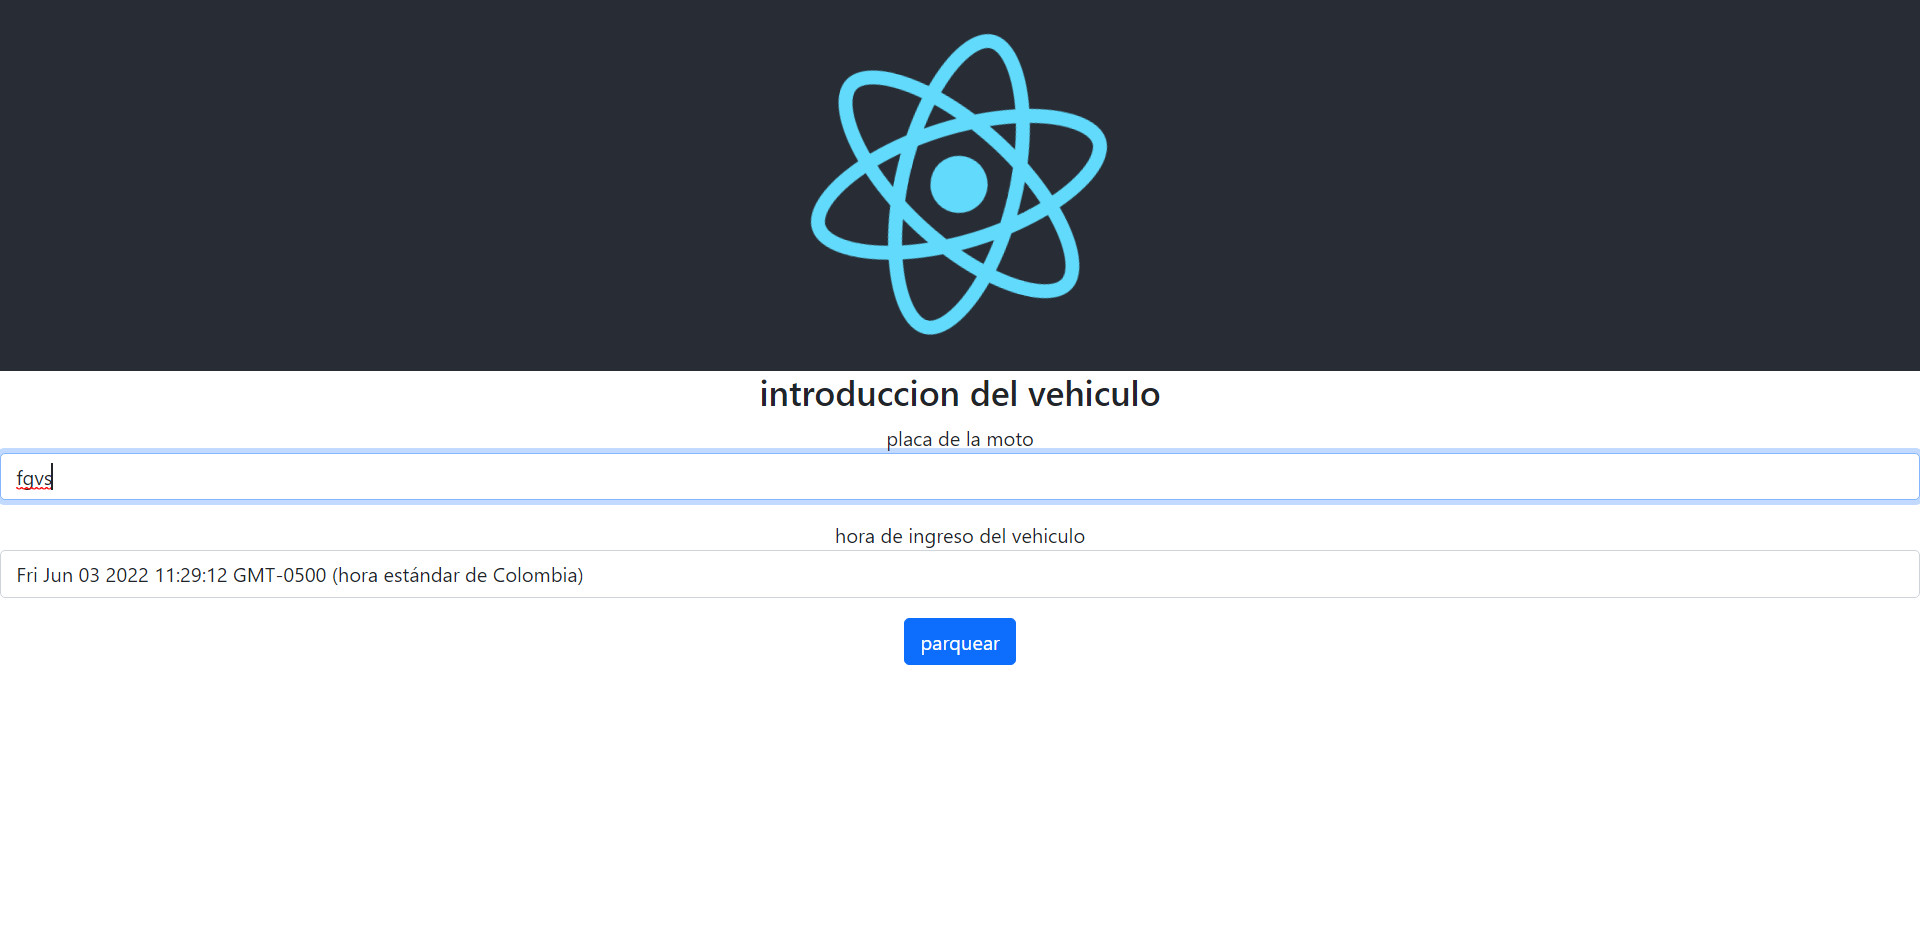 introduccion del vehiculo
placa de la moto
fgvs
hora de ingreso del vehiculo
Fri Jun 03 2022 11:29:12 GMT-0500 (hora estándar de Colombia)
parquear